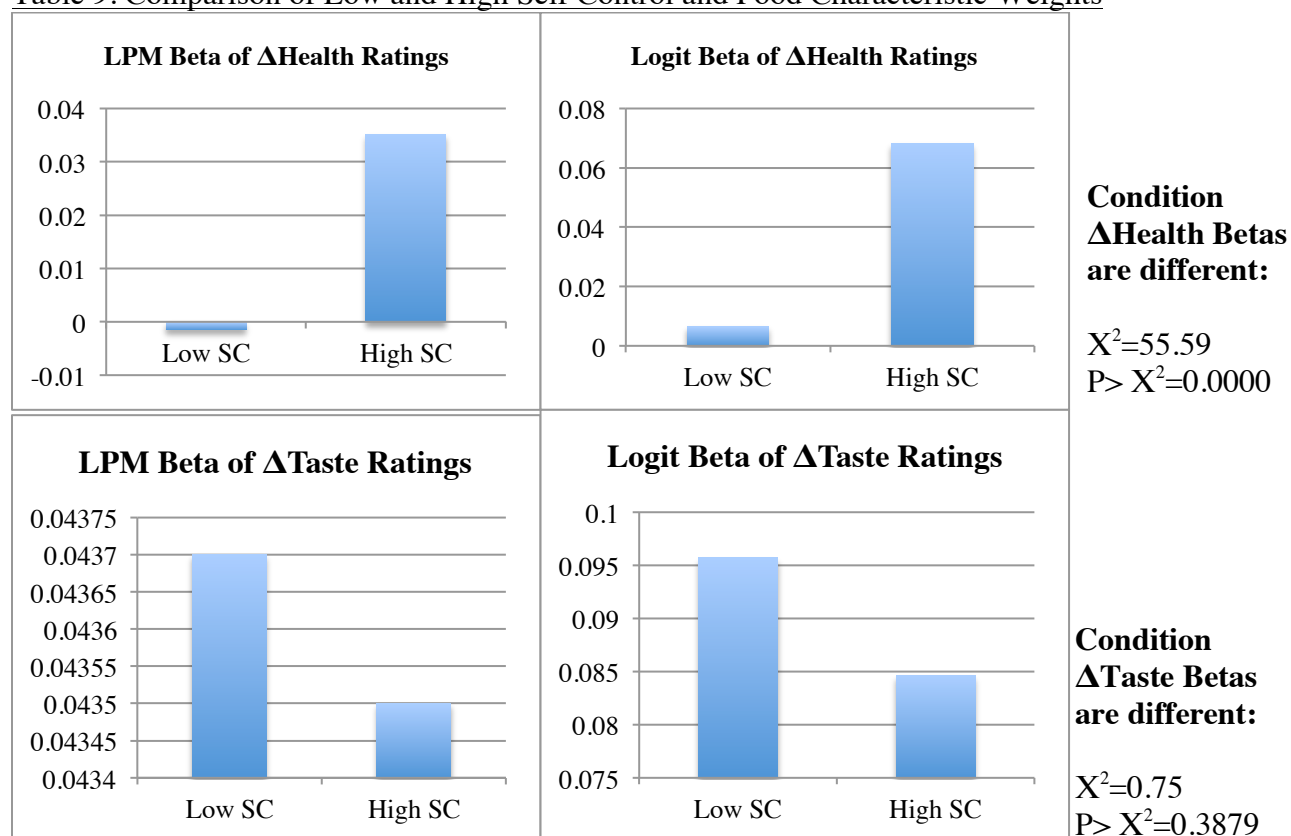 Table 9. Comparison of Low and High Self-Control and Food Characteristic Weights
LPM Beta of ΔHealth Ratings
0.04
0.03
0.02
0.01
0
-0.01
Low SC
High SC
Logit Beta of ΔHealth Ratings
0.08
0.06
0.04
0.02
0
Low SC
High SC
Condition
ΔHealth Betas
are different:
X²=55.59
P> X²=0.0000
LPM Beta of ΔTaste Ratings
0.04375
0.0437
0.04365
0.0436
0.04355
0.0435
0.04345
0.0434
Low SC
High SC
Logit Beta of ΔTaste Ratings
0.1
0.095
0.09
0.085
0.08
0.075
Low SC
High SC
Condition
ΔTaste Betas
are different:
X²=0.75
P> X²=0.3879